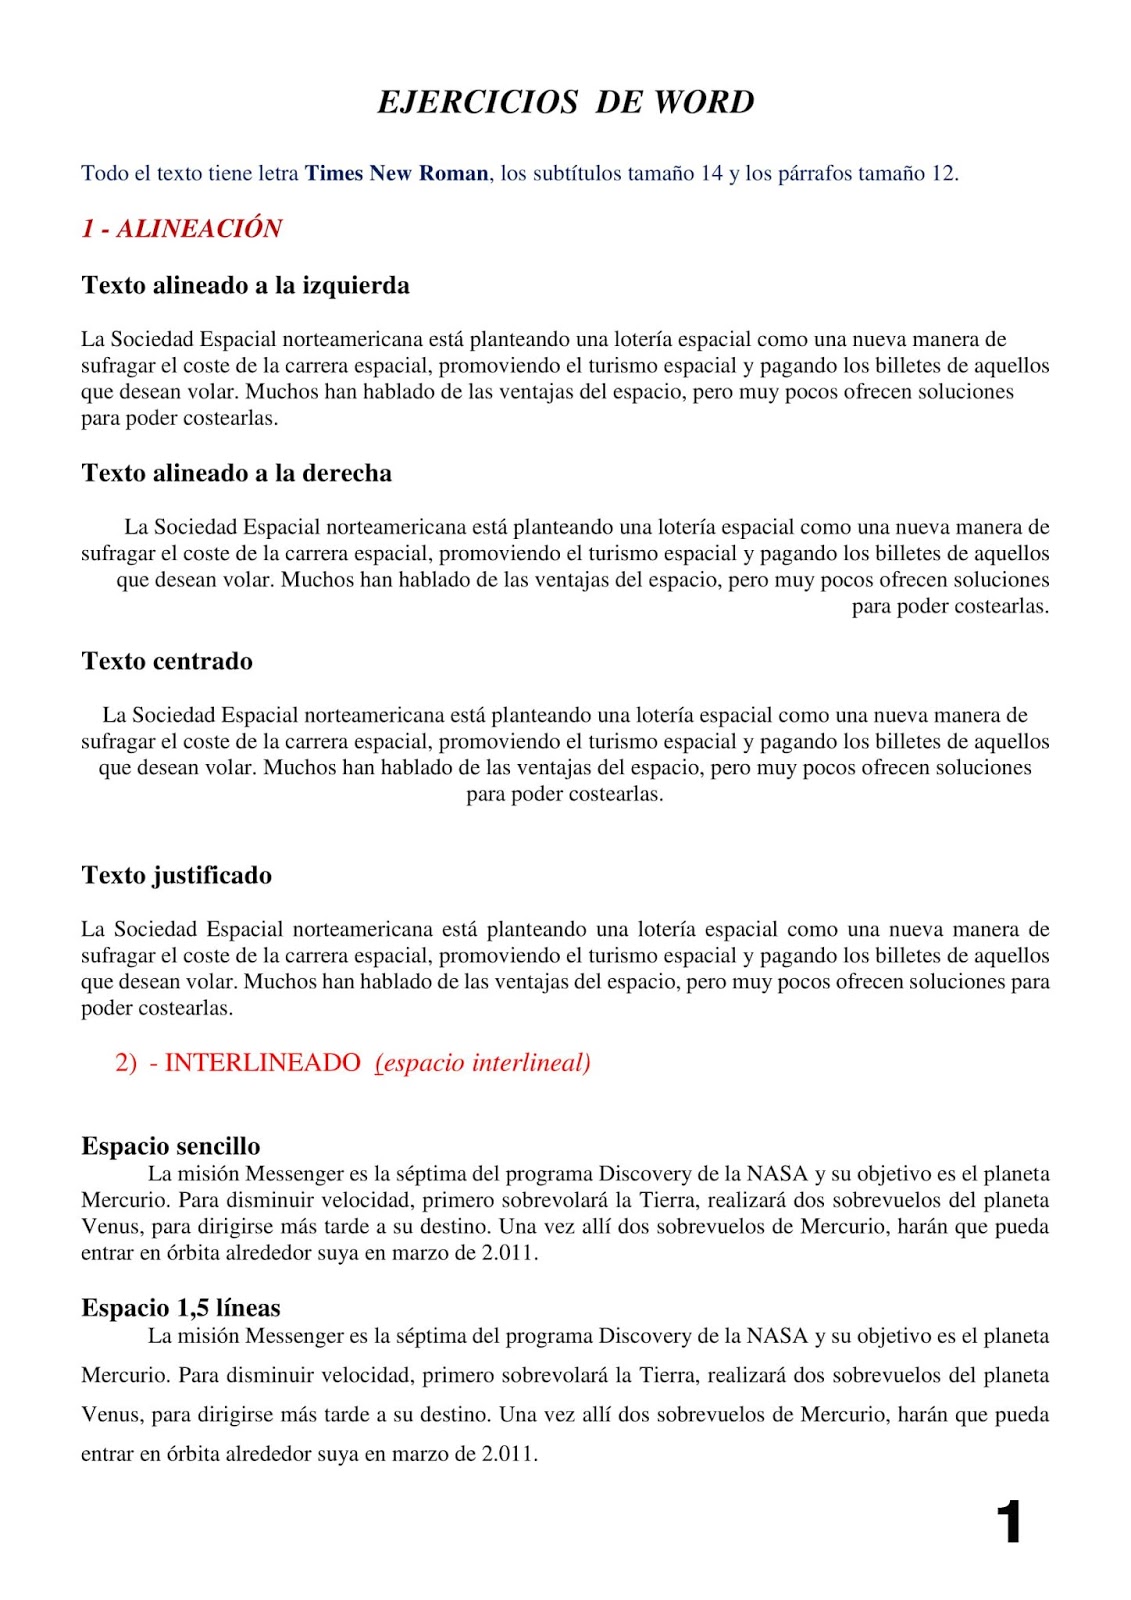 EJERCICIOS DE WORD
Todo el texto tiene letra Times New Roman, los subtítulos tamaño 14 y los párrafos tamaño 12.
1 - ALINEACIÓN
Texto alineado a la izquierda
La Sociedad Espacial norteamericana está planteando una lotería espacial como una nueva manera de
sufragar el coste de la carrera espacial, promoviendo el turismo espacial y pagando los billetes de aquellos
que desean volar. Muchos han hablado de las ventajas del espacio, pero muy pocos ofrecen soluciones
para poder costearlas.
Texto alineado a la derecha
La Sociedad Espacial norteamericana está planteando una lotería espacial como una nueva manera de
sufragar el coste de la carrera espacial, promoviendo el turismo espacial y pagando los billetes de aquellos
que desean volar. Muchos han hablado de las ventajas del espacio, pero muy pocos ofrecen soluciones
para poder costearlas.
Texto centrado
La Sociedad Espacial norteamericana está planteando una lotería espacial como una nueva manera de
sufragar el coste de la carrera espacial, promoviendo el turismo espacial y pagando los billetes de aquellos
que desean volar. Muchos han hablado de las ventajas del espacio, pero muy pocos ofrecen soluciones
para poder costearlas.
Texto justificado
La Sociedad Espacial norteamericana está planteando una lotería espacial como una nueva manera de
sufragar el coste de la carrera espacial, promoviendo el turismo espacial y pagando los billetes de aquellos
que desean volar. Muchos han hablado de las ventajas del espacio, pero muy pocos ofrecen soluciones para
poder costearlas.
2) - INTERLINEADO (espacio interlineal)
Espacio sencillo
La misión Messenger es la séptima del programa Discovery de la NASA y su objetivo es el planeta
Mercurio. Para disminuir velocidad, primero sobrevolará la Tierra, realizará dos sobrevuelos del planeta
Venus, para dirigirse más tarde a su destino. Una vez allí dos sobrevuelos de Mercurio, harán que pueda
entrar en órbita alrededor suya en marzo de 2.011.
Espacio 1,5 líneas
La misión Messenger es la séptima del programa Discovery de la NASA y su objetivo es el planeta
Mercurio. Para disminuir velocidad, primero sobrevolará la Tierra, realizará dos sobrevuelos del planeta
Venus, para dirigirse más tarde a su destino. Una vez allí dos sobrevuelos de Mercurio, harán que pueda
entrar en órbita alrededor suya en marzo de 2.011.
1